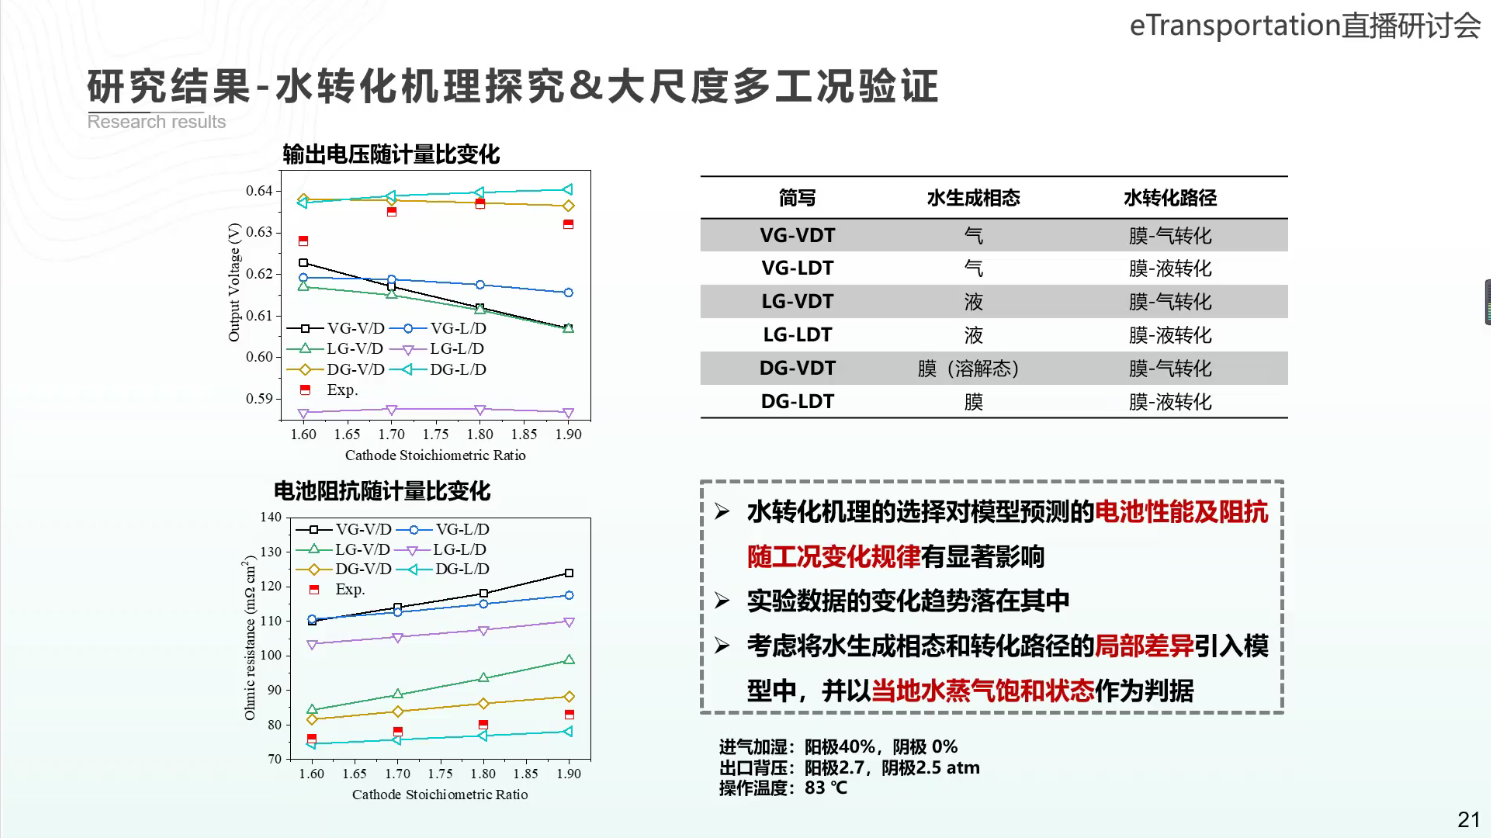 eTransportation直播研讨会
研究结果-水转化机理探究&大尺度多工况验证
Research results
输出电压随计量比变化
0.64
0.63
0.62
0.61
0.60
0.59
Output Voltage (V)
VG-V/D VG-L/D
LG-V/D LG-L/D
DG-V/D DG-L/D
Exp.
1.60 1.65 1.70 1.75 1.80 1.85 1.90
Cathode Stoichiometric Ratio
电池阻抗随计量比变化
140
130
120
110
100
90
80
70
Ohmic resistance (mΩ cm²)
VG-V/D VG-L/D
LG-V/D LG-L/D
DG-V/D DG-L/D
Exp.
1.60 1.65 1.70 1.75 1.80 1.85 1.90
Cathode Stoichiometric Ratio
简写 水生成相态 水转化路径
VG-VDT 气 膜-气转化
VG-LDT 气 膜-液转化
LG-VDT 液 膜-气转化
LG-LDT 液 膜-液转化
DG-VDT 膜（溶解态） 膜-气转化
DG-LDT 膜 膜-液转化
➢ 水转化机理的选择对模型预测的电池性能及阻抗
随工况变化规律有显著影响
➢ 实验数据的变化趋势落在其中
➢ 考虑将水生成相态和转化路径的局部差异引入模
型中，并以当地水蒸气饱和状态作为判据
进气加湿：阳极40%，阴极 0%
出口背压：阳极2.7，阴极2.5 atm
操作温度：83 ℃
21